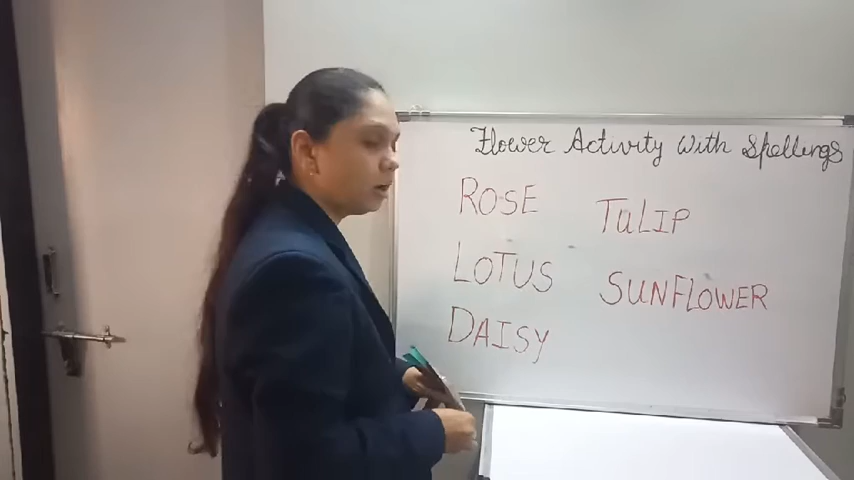 Flower Activity With Spellings
ROSE
LOTUS
DAISY
TULIP
SUNFLOWER